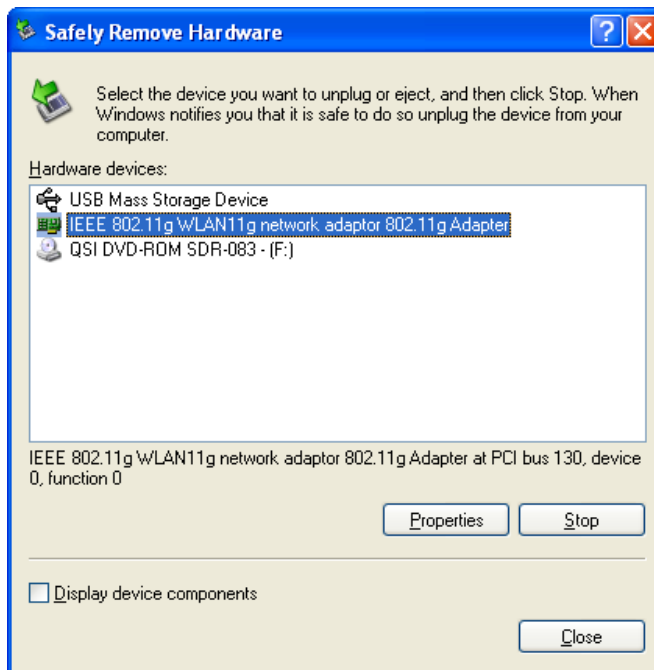 Safely Remove Hardware
Select the device you want to unplug or eject, and then click Stop. When
Windows notifies you that it is safe to do so unplug the device from your
computer.
Hardware devices:
USB Mass Storage Device
IEEE 802.11g WLAN11g network adaptor 802.11g Adapter
QSI DVD-ROM SDR-083 - (F:)
IEEE 802.11g WLAN11g network adaptor 802.11g Adapter at PCI bus 130, device
0, function 0
Properties
Stop
Display device components
Close